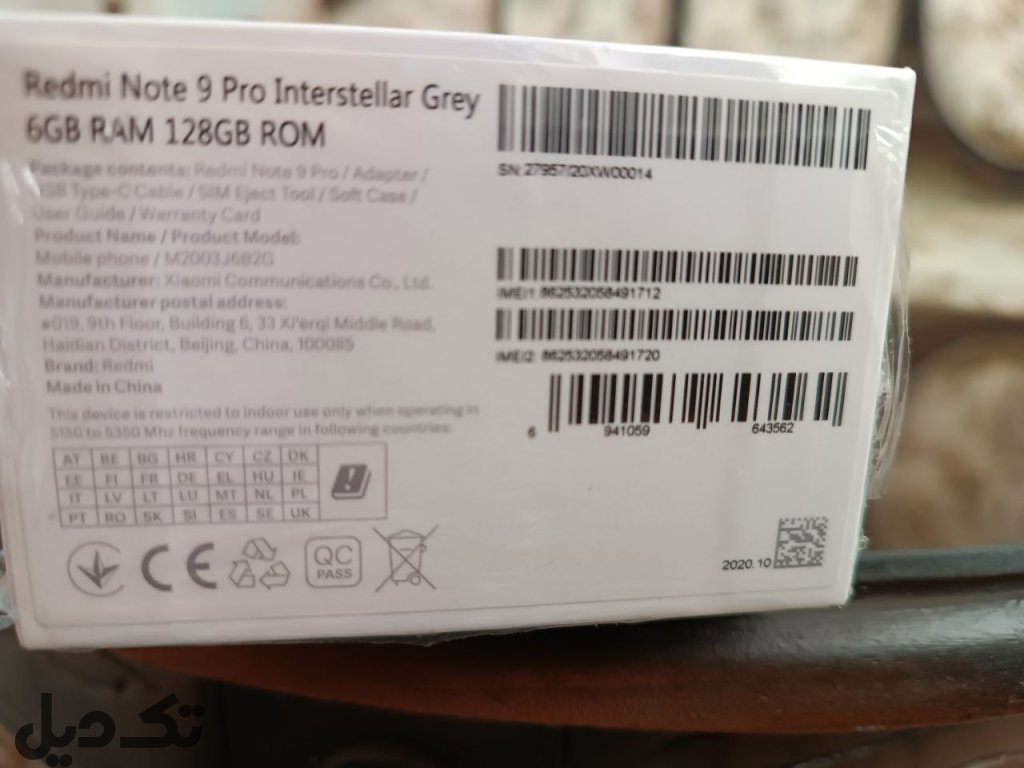 Redmi Note 9 Pro Interstellar Grey
6GB RAM 128GB ROM
Package contents: Redmi Note 9 Pro / Adapter /
USB Type-C Cable / SIM Eject Tool / Soft Case /
User Guide / Warranty Card
Product Name / Product Model:
Mobile phone / M2003J6B2G
Manufacturer: Xiaomi Communications Co., Ltd.
Manufacturer postal address:
#019, 9th Floor, Building 6, 33 Xi'erqi Middle Road,
Haidian District, Beijing, China, 100085
Brand: Redmi
Made in China
This device is restricted to indoor use only when operating in
5150 to 5350 Mhz frequency range in following countries:
AT BE BG HR CY CZ DK
EE FI FR DE EL HU IE
IT LV LT LU MT NL PL
PT RO SK SI ES SE UK
CE
QC
PASS
SN: 27957/20XW00014
IMEI1: 862532058491712
IMEI2: 862532058491720
6 941059 643562
2020.10
تک دیل